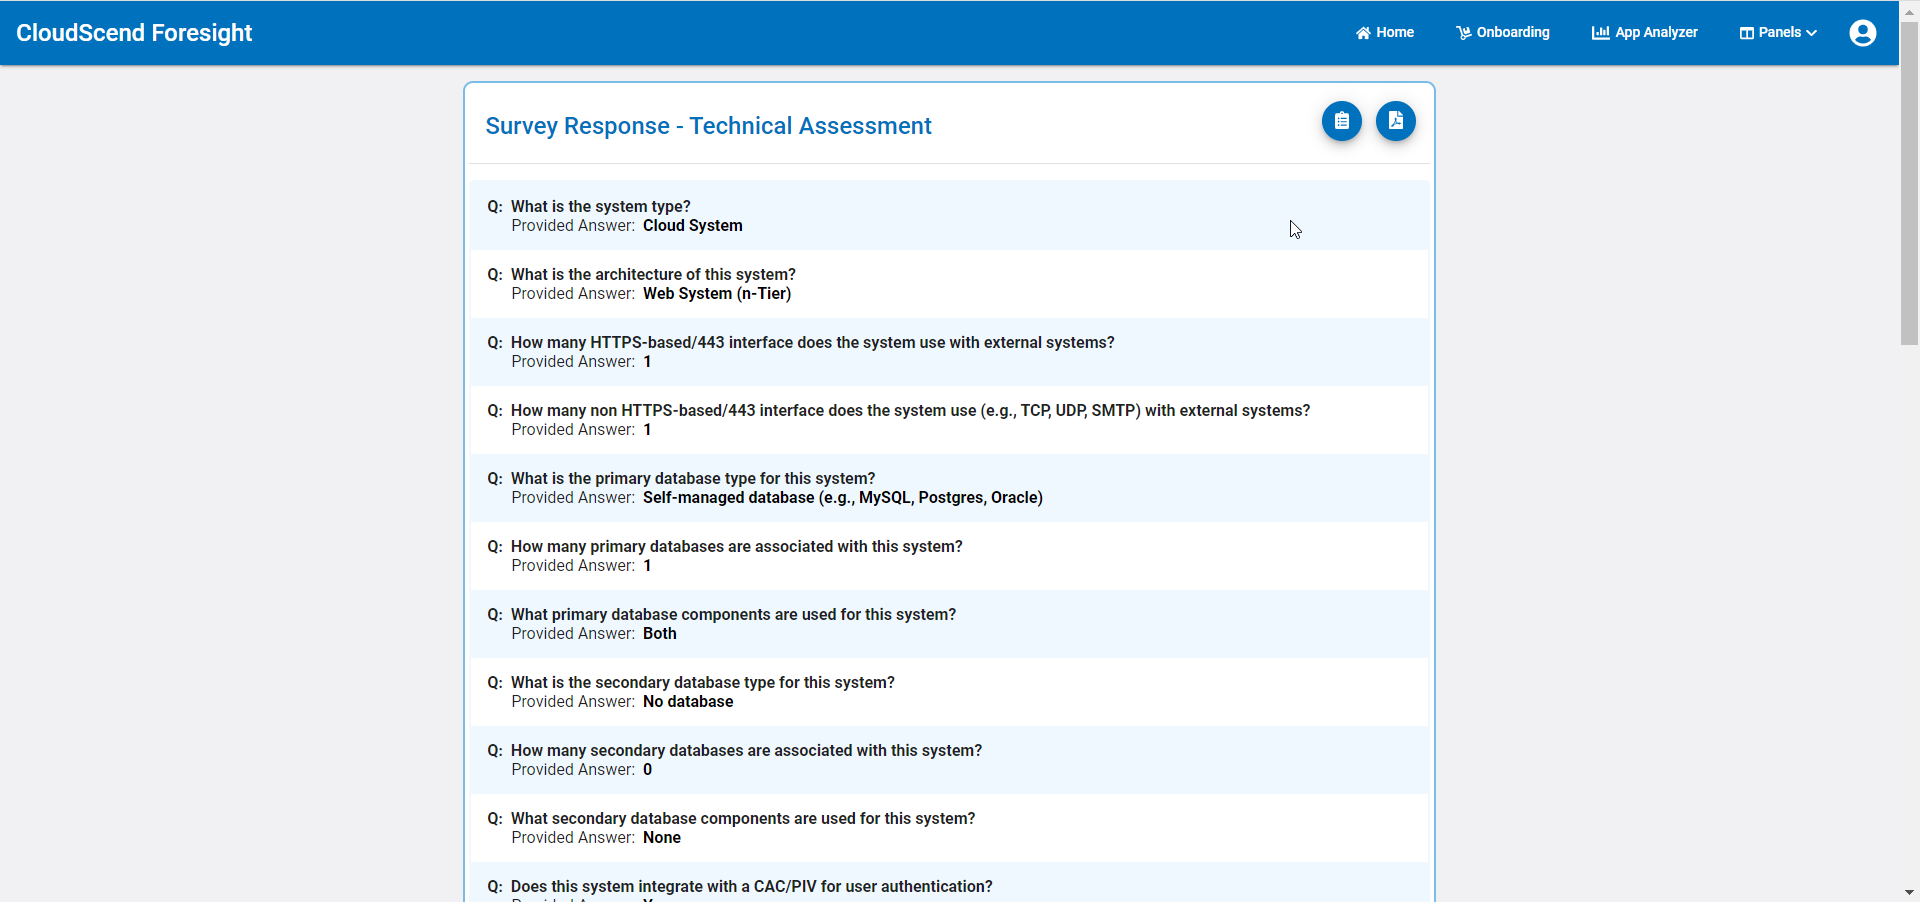 CloudScend Foresight
Home
Onboarding
App Analyzer
Panels
Survey Response - Technical Assessment
Q: What is the system type?
Provided Answer: Cloud System
Q: What is the architecture of this system?
Provided Answer: Web System (n-Tier)
Q: How many HTTPS-based/443 interface does the system use with external systems?
Provided Answer: 1
Q: How many non HTTPS-based/443 interface does the system use (e.g., TCP, UDP, SMTP) with external systems?
Provided Answer: 1
Q: What is the primary database type for this system?
Provided Answer: Self-managed database (e.g., MySQL, Postgres, Oracle)
Q: How many primary databases are associated with this system?
Provided Answer: 1
Q: What primary database components are used for this system?
Provided Answer: Both
Q: What is the secondary database type for this system?
Provided Answer: No database
Q: How many secondary databases are associated with this system?
Provided Answer: 0
Q: What secondary database components are used for this system?
Provided Answer: None
Q: Does this system integrate with a CAC/PIV for user authentication?